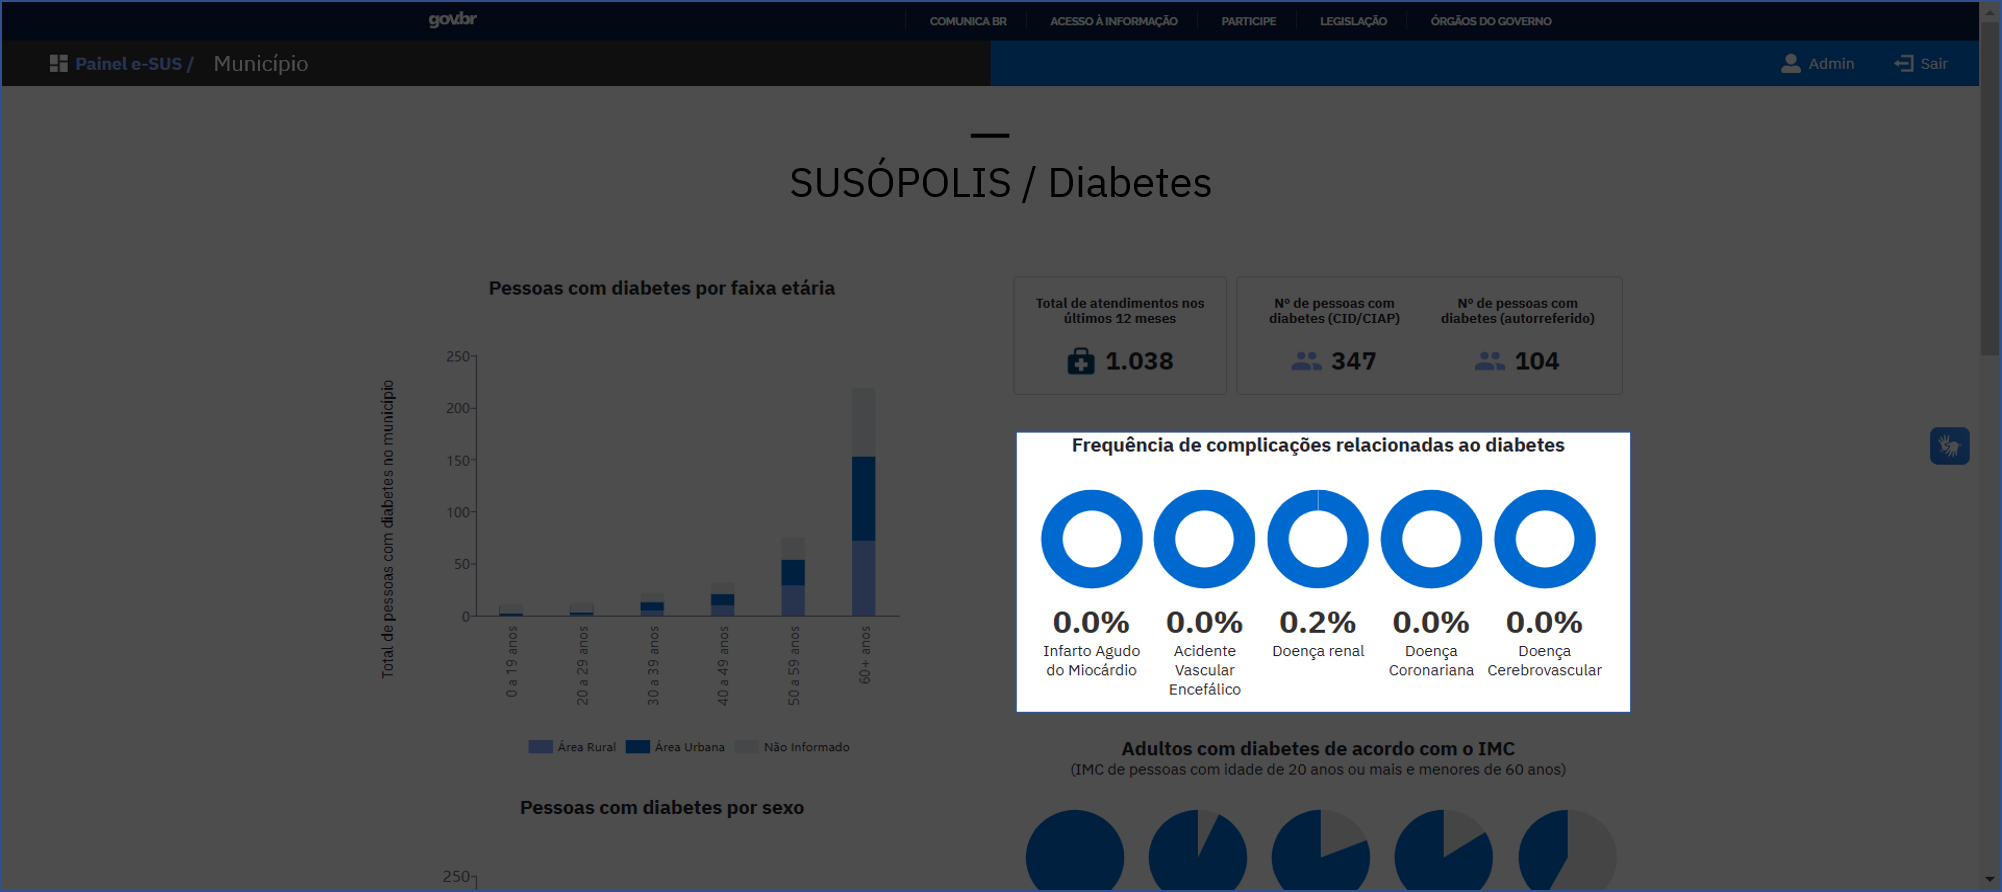 gov.br
COMUNICA BR
ACESSO À INFORMAÇÃO
PARTICIPE
LEGISLAÇÃO
ÓRGÃOS DO GOVERNO
Painel e-SUS /
Município
Admin
Sair
SUSÓPOLIS / Diabetes
Pessoas com diabetes por faixa etária
Total de pessoas com diabetes no município
250
200
150
100
50
0
0 a 19 anos
20 a 29 anos
30 a 39 anos
40 a 49 anos
50 a 59 anos
60+ anos
Área Rural
Área Urbana
Não Informado
Pessoas com diabetes por sexo
250
Total de atendimentos nos
últimos 12 meses
1.038
Nº de pessoas com
diabetes (CID/CIAP)
347
Nº de pessoas com
diabetes (autorreferido)
104
Frequência de complicações relacionadas ao diabetes
0.0%
Infarto Agudo
do Miocárdio
0.0%
Acidente
Vascular
Encefálico
0.2%
Doença renal
0.0%
Doença
Coronariana
0.0%
Doença
Cerebrovascular
Adultos com diabetes de acordo com o IMC
(IMC de pessoas com idade de 20 anos ou mais e menores de 60 anos)